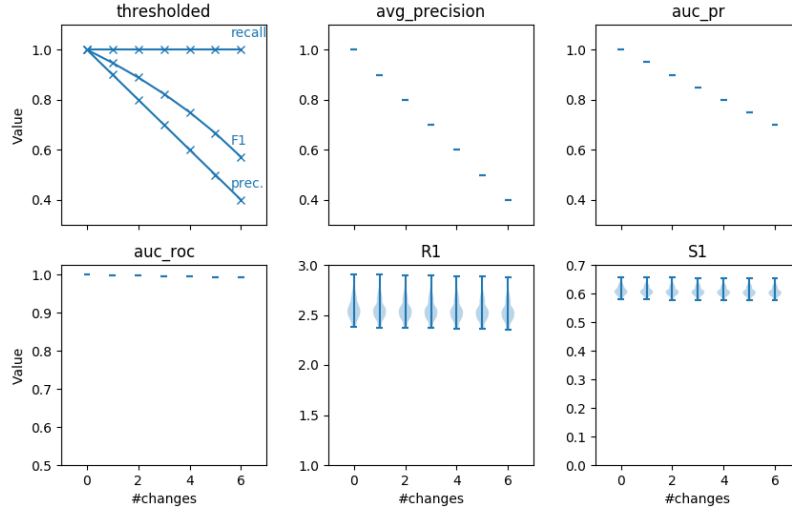 thresholded
avg_precision
auc_pr
Value
1.0
0.8
0.6
0.4
recall
F1
prec.
1.0
0.8
0.6
0.4
1.0
0.8
0.6
0.4
auc_roc
R1
S1
Value
1.0
0.9
0.8
0.7
0.6
0.5
0 2 4 6
#changes
3.0
2.5
2.0
1.5
1.0
0 2 4 6
#changes
0.7
0.6
0.5
0.4
0.3
0.2
0.1
0.0
0 2 4 6
#changes